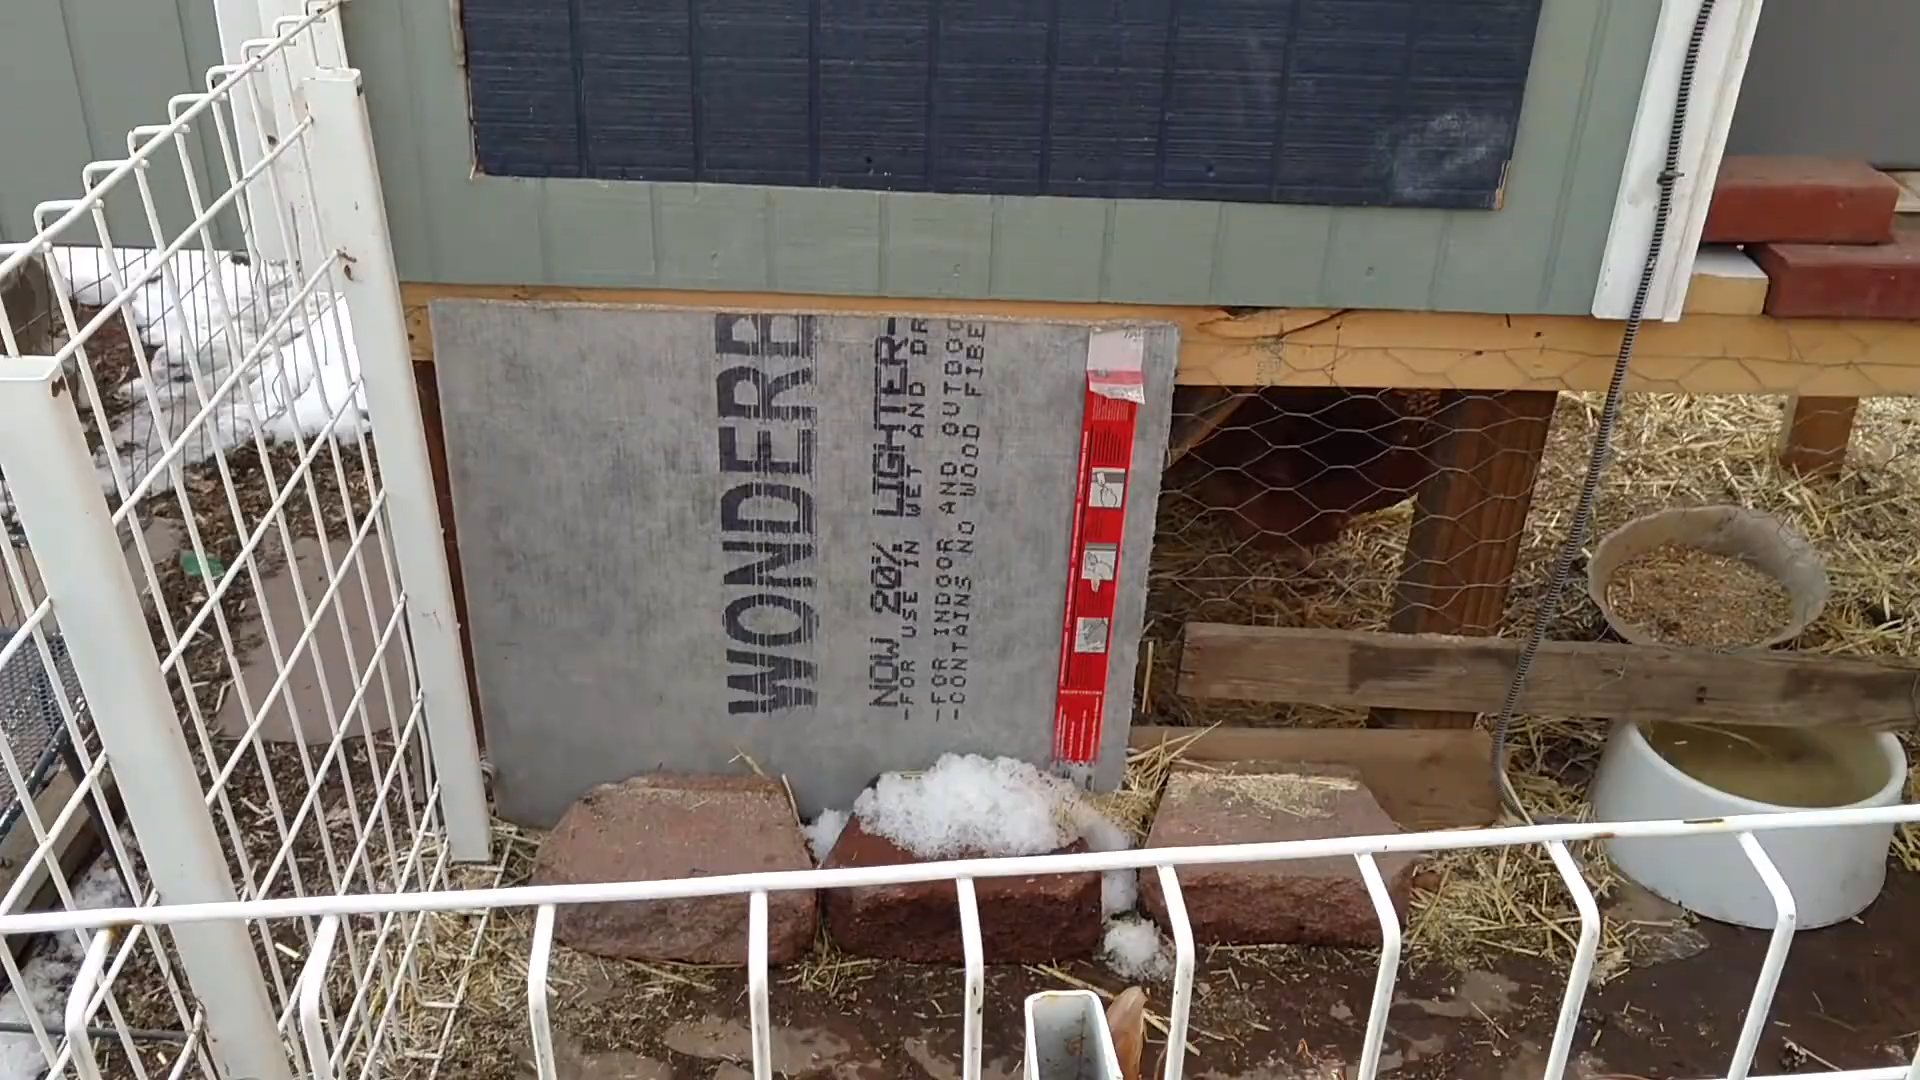 WONDERB
NOW 20% LIGHTER-
-FOR USE IN WET AND DR
-FOR INDOOR AND OUTDOO
-CONTAINS NO WOOD FIBE